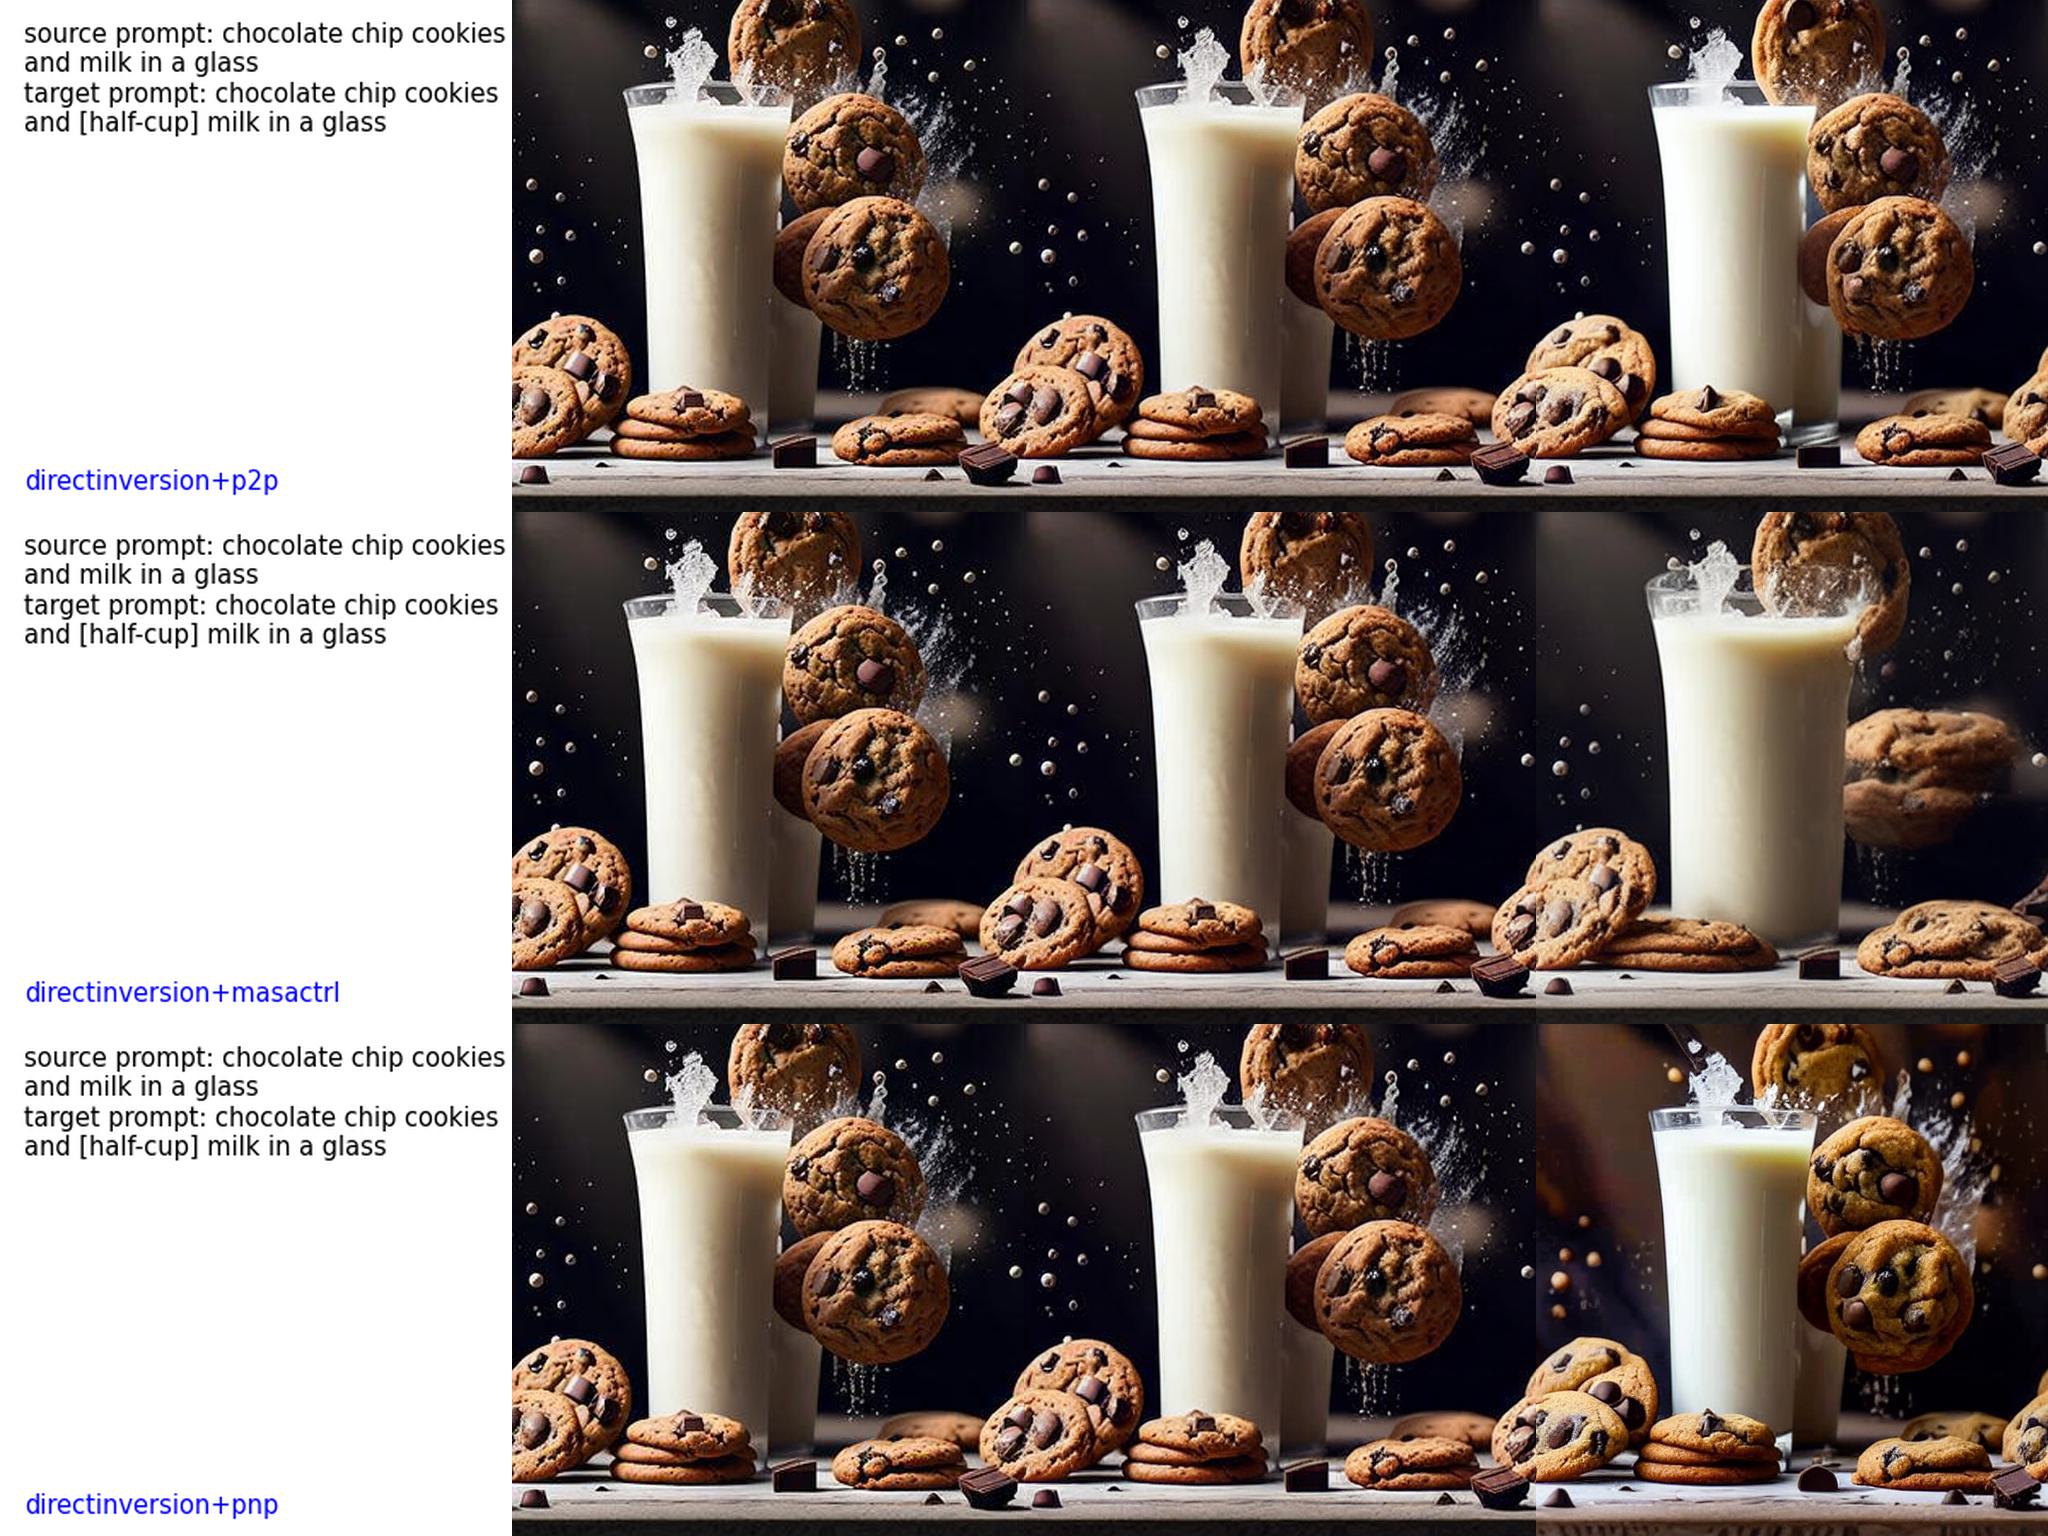 source prompt: chocolate chip cookies
and milk in a glass
target prompt: chocolate chip cookies
and [half-cup] milk in a glass
directinversion+p2p
source prompt: chocolate chip cookies
and milk in a glass
target prompt: chocolate chip cookies
and [half-cup] milk in a glass
directinversion+masactrl
source prompt: chocolate chip cookies
and milk in a glass
target prompt: chocolate chip cookies
and [half-cup] milk in a glass
directinversion+pnp